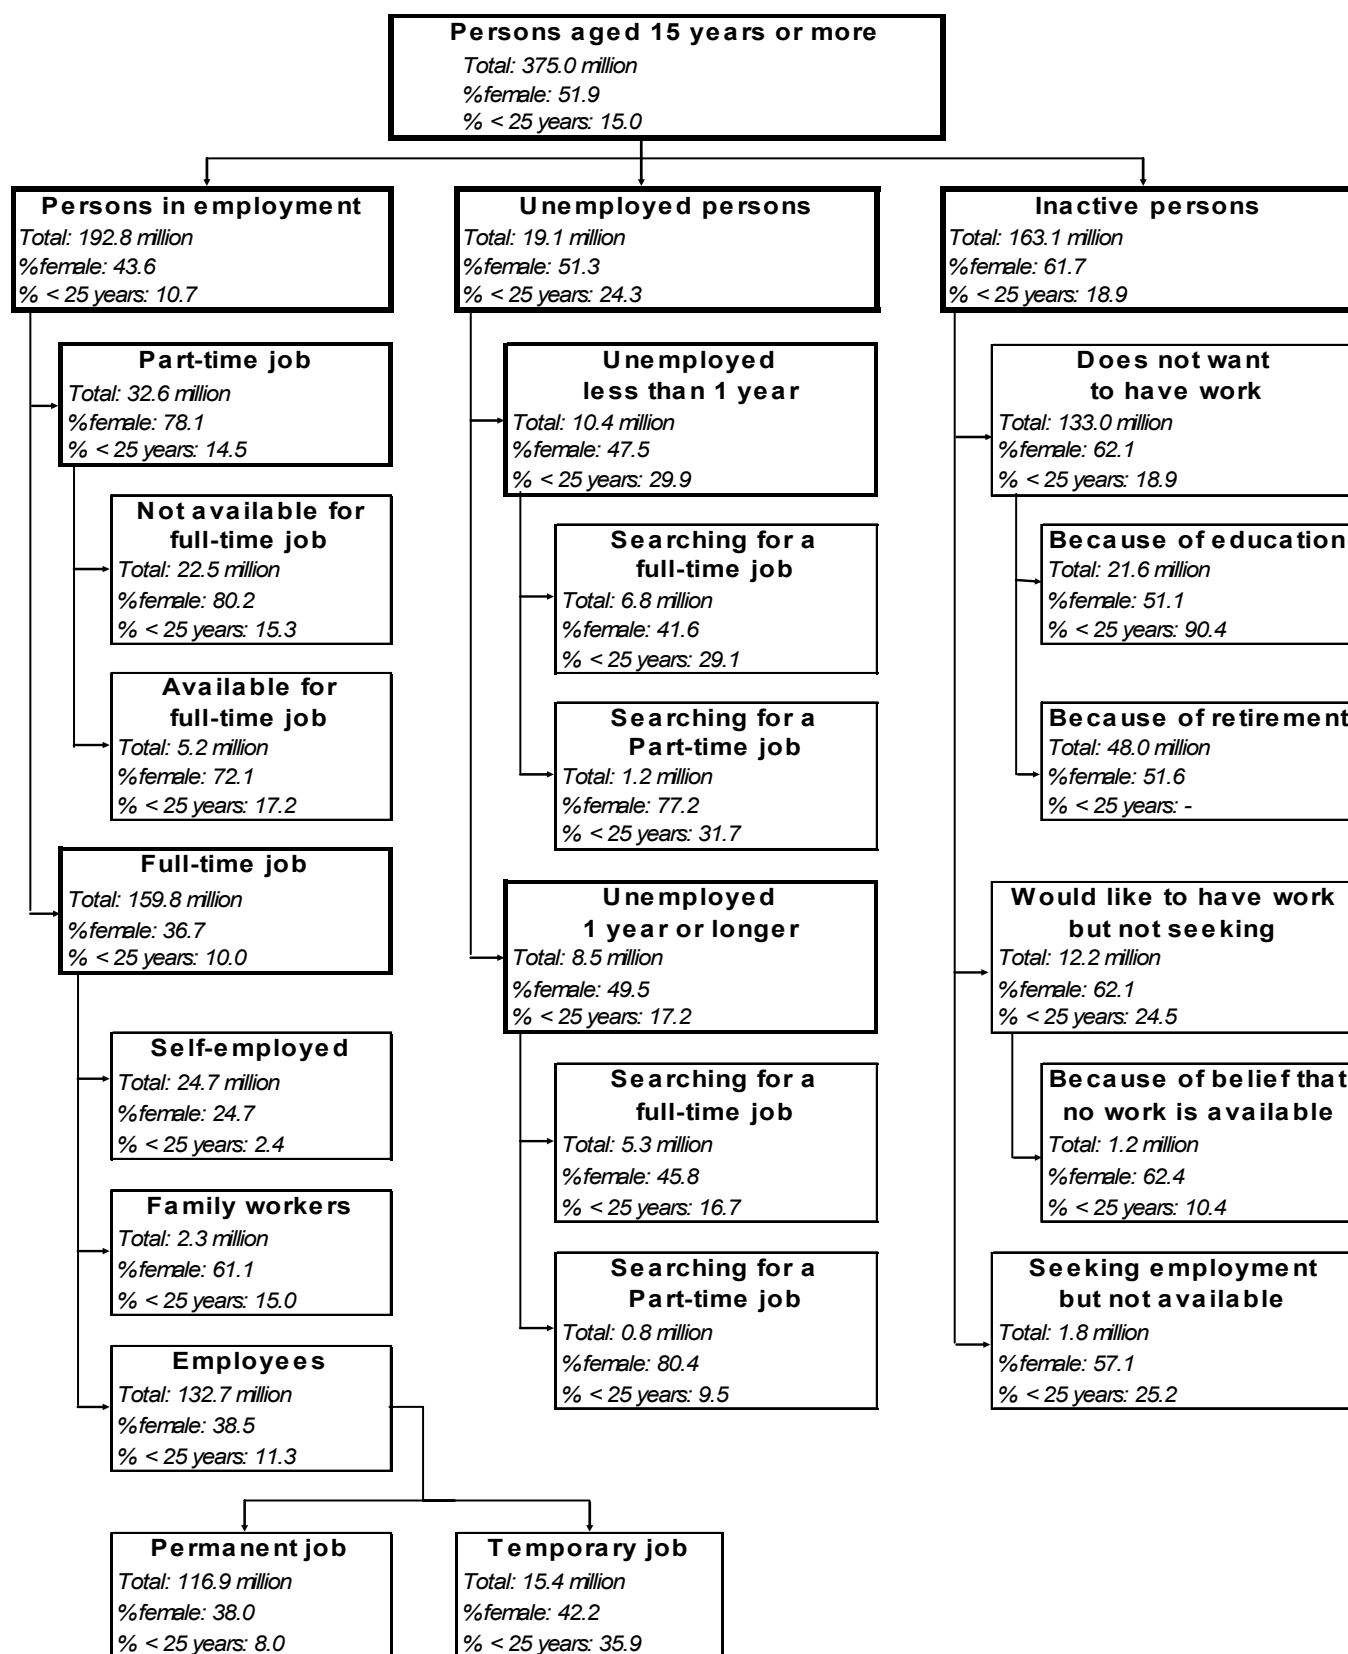 Persons aged 15 years or more
Total: 375.0 million
%female: 51.9
% < 25 years: 15.0
Persons in employment
Total: 192.8 million
%female: 43.6
% < 25 years: 10.7
Part-time job
Total: 32.6 million
%female: 78.1
% < 25 years: 14.5
Not available for
full-time job
Total: 22.5 million
%female: 80.2
% < 25 years: 15.3
Available for
full-time job
Total: 5.2 million
%female: 72.1
% < 25 years: 17.2
Full-time job
Total: 159.8 million
%female: 36.7
% < 25 years: 10.0
Self-employed
Total: 24.7 million
%female: 24.7
% < 25 years: 2.4
Family workers
Total: 2.3 million
%female: 61.1
% < 25 years: 15.0
Employees
Total: 132.7 million
%female: 38.5
% < 25 years: 11.3
Permanent job
Total: 116.9 million
%female: 38.0
% < 25 years: 8.0
Temporary job
Total: 15.4 million
%female: 42.2
% < 25 years: 35.9
Unemployed persons
Total: 19.1 million
%female: 51.3
% < 25 years: 24.3
Unemployed
less than 1 year
Total: 10.4 million
%female: 47.5
% < 25 years: 29.9
Searching for a
full-time job
Total: 6.8 million
%female: 41.6
% < 25 years: 29.1
Searching for a
Part-time job
Total: 1.2 million
%female: 77.2
% < 25 years: 31.7
Unemployed
1 year or longer
Total: 8.5 million
%female: 49.5
% < 25 years: 17.2
Searching for a
full-time job
Total: 5.3 million
%female: 45.8
% < 25 years: 16.7
Searching for a
Part-time job
Total: 0.8 million
%female: 80.4
% < 25 years: 9.5
Inactive persons
Total: 163.1 million
%female: 61.7
% < 25 years: 18.9
Does not want
to have work
Total: 133.0 million
%female: 62.1
% < 25 years: 18.9
Because of education
Total: 21.6 million
%female: 51.1
% < 25 years: 90.4
Because of retirement
Total: 48.0 million
%female: 51.6
% < 25 years: -
Would like to have work
but not seeking
Total: 12.2 million
%female: 62.1
% < 25 years: 24.5
Because of belief that
no work is available
Total: 1.2 million
%female: 62.4
% < 25 years: 10.4
Seeking employment
but not available
Total: 1.8 million
%female: 57.1
% < 25 years: 25.2